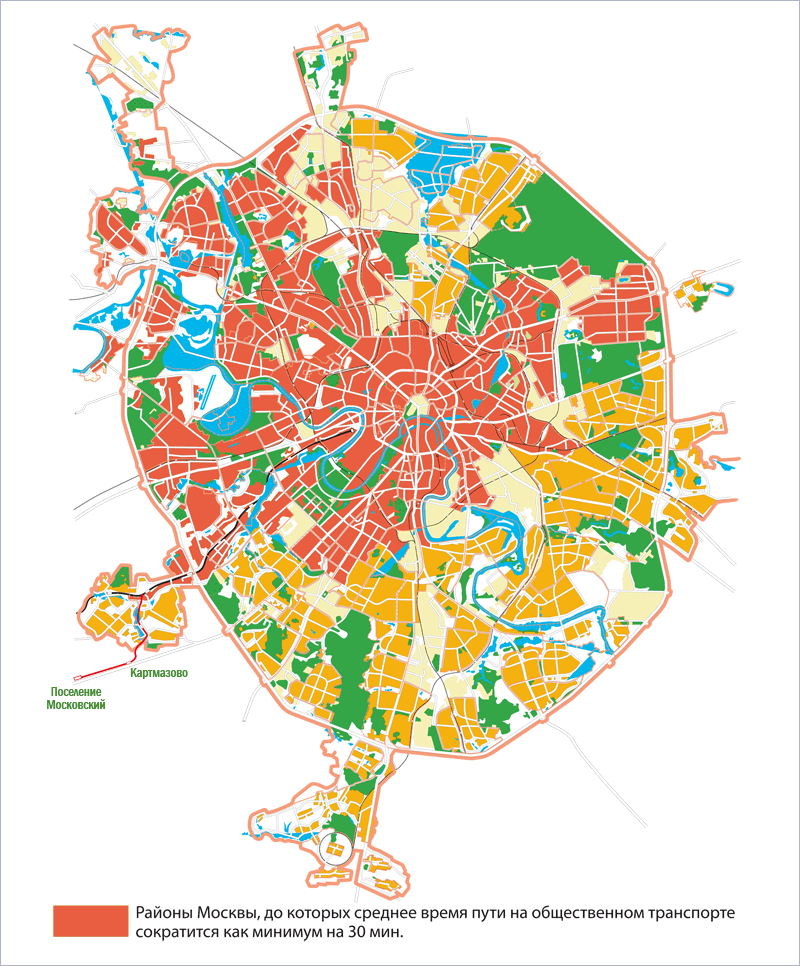 Картмазово
Поселение
Московский
Районы Москвы, до которых среднее время пути на общественном транспорте
сократится как минимум на 30 мин.